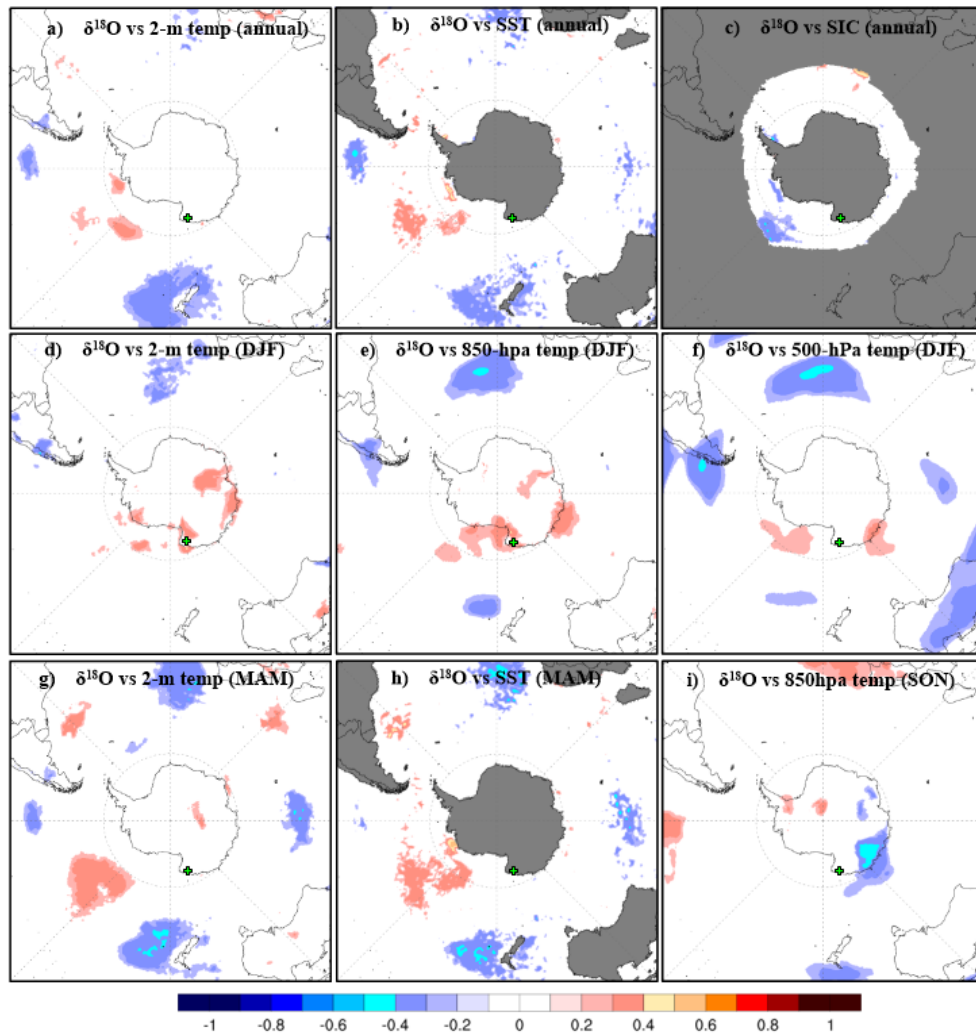 a) δ¹⁸O vs 2-m temp (annual)
b) δ¹⁸O vs SST (annual)
c) δ¹⁸O vs SIC (annual)
d) δ¹⁸O vs 2-m temp (DJF)
e) δ¹⁸O vs 850-hpa temp (DJF)
f) δ¹⁸O vs 500-hPa temp (DJF)
g) δ¹⁸O vs 2-m temp (MAM)
h) δ¹⁸O vs SST (MAM)
i) δ¹⁸O vs 850hpa temp (SON)
-1 -0.8 -0.6 -0.4 -0.2 0 0.2 0.4 0.6 0.8 1